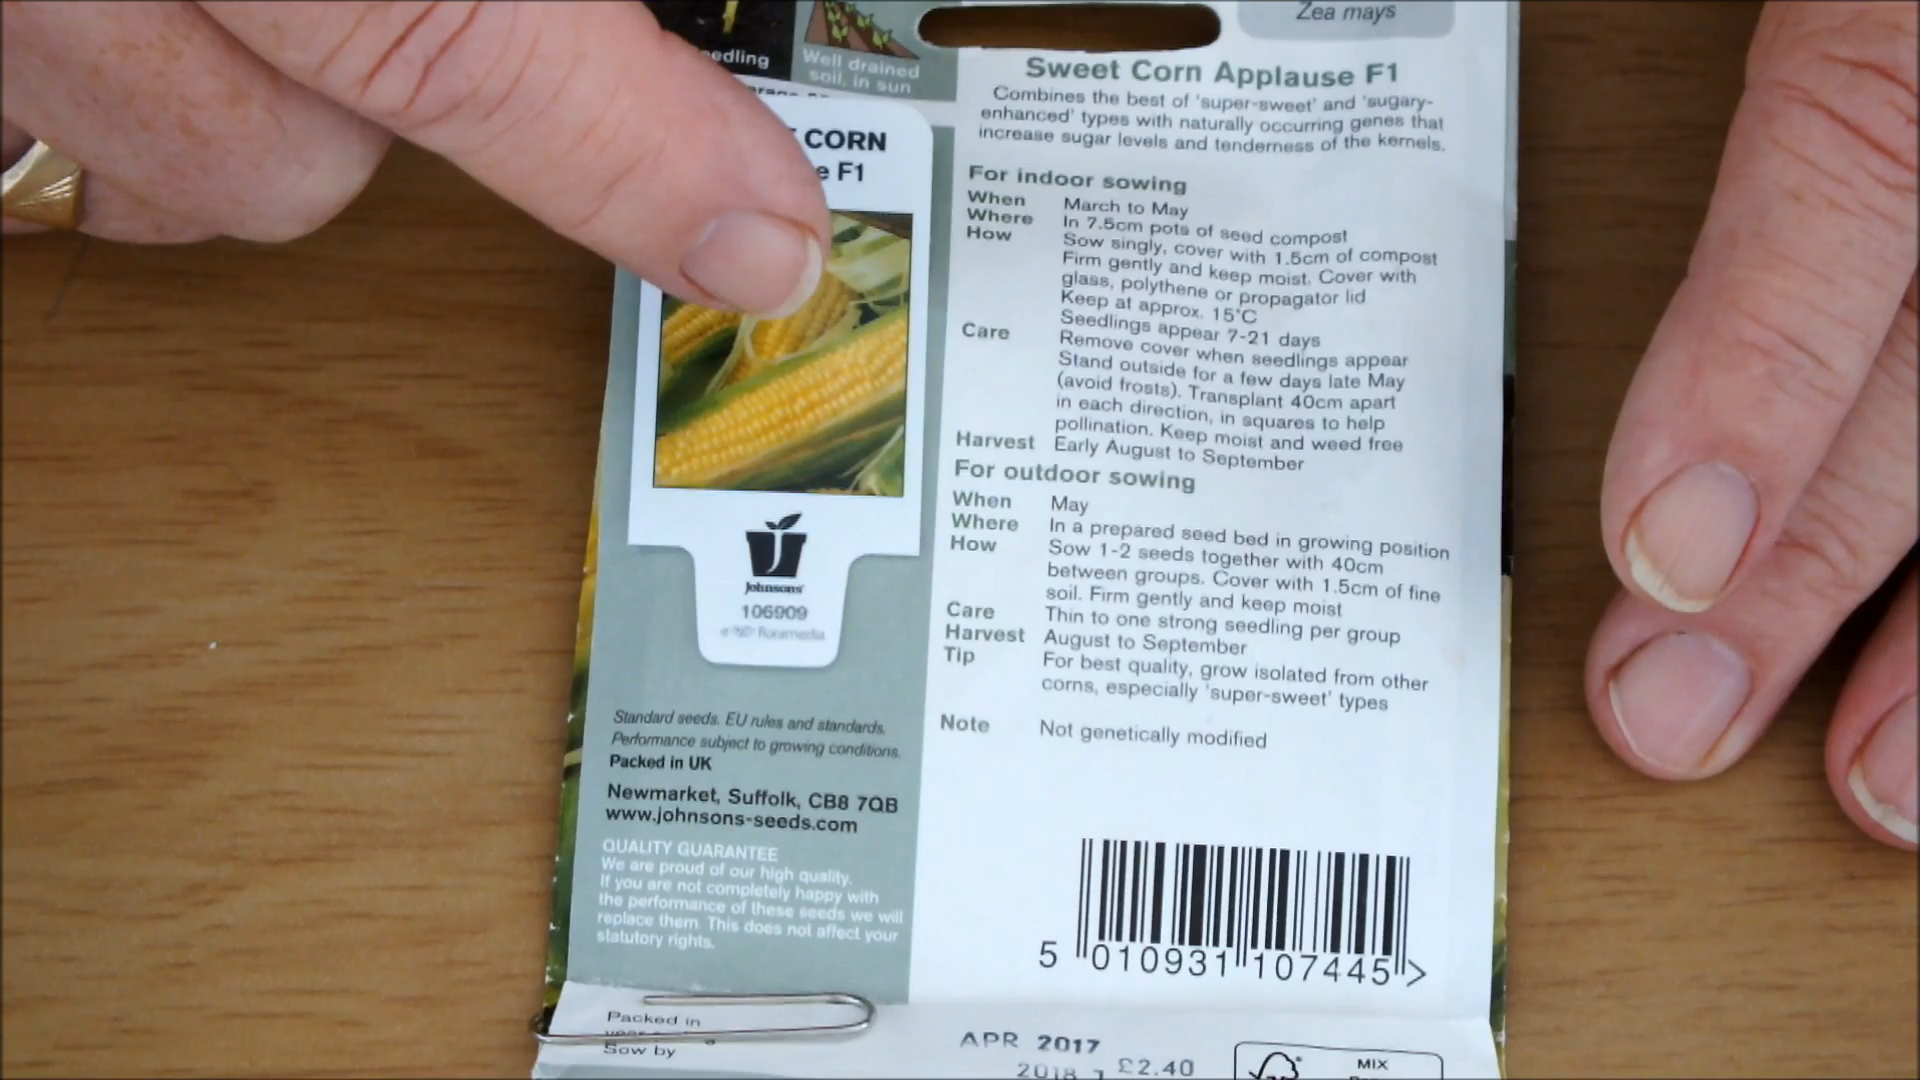 Well drained
soil, in sun
CORN
F1
Johnsons
106909
Standard seeds. EU rules and standards.
Performance subject to growing conditions.
Packed in UK
Newmarket, Suffolk, CB8 7QB
www.johnsons-seeds.com
QUALITY GUARANTEE
We are proud of our high quality.
If you are not completely happy with
the performance of these seeds we will
replace them. This does not affect your
statutory rights.
Zea mays
Sweet Corn Applause F1
Combines the best of 'super-sweet' and 'sugary-
enhanced' types with naturally occurring genes that
increase sugar levels and tenderness of the kernels.
For indoor sowing
When March to May
Where In 7.5cm pots of seed compost
How Sow singly, cover with 1.5cm of compost
Firm gently and keep moist. Cover with
glass, polythene or propagator lid
Keep at approx. 15°C
Seedlings appear 7-21 days
Care Remove cover when seedlings appear
Stand outside for a few days late May
(avoid frosts). Transplant 40cm apart
in each direction, in squares to help
pollination. Keep moist and weed free
Harvest Early August to September
For outdoor sowing
When May
Where In a prepared seed bed in growing position
How Sow 1-2 seeds together with 40cm
between groups. Cover with 1.5cm of fine
soil. Firm gently and keep moist
Care Thin to one strong seedling per group
Harvest August to September
Tip For best quality, grow isolated from other
corns, especially 'super-sweet' types
Note Not genetically modified
5 010931 107445 >
Packed in
Sow by
APR 2017
2018 £2.40
MIX